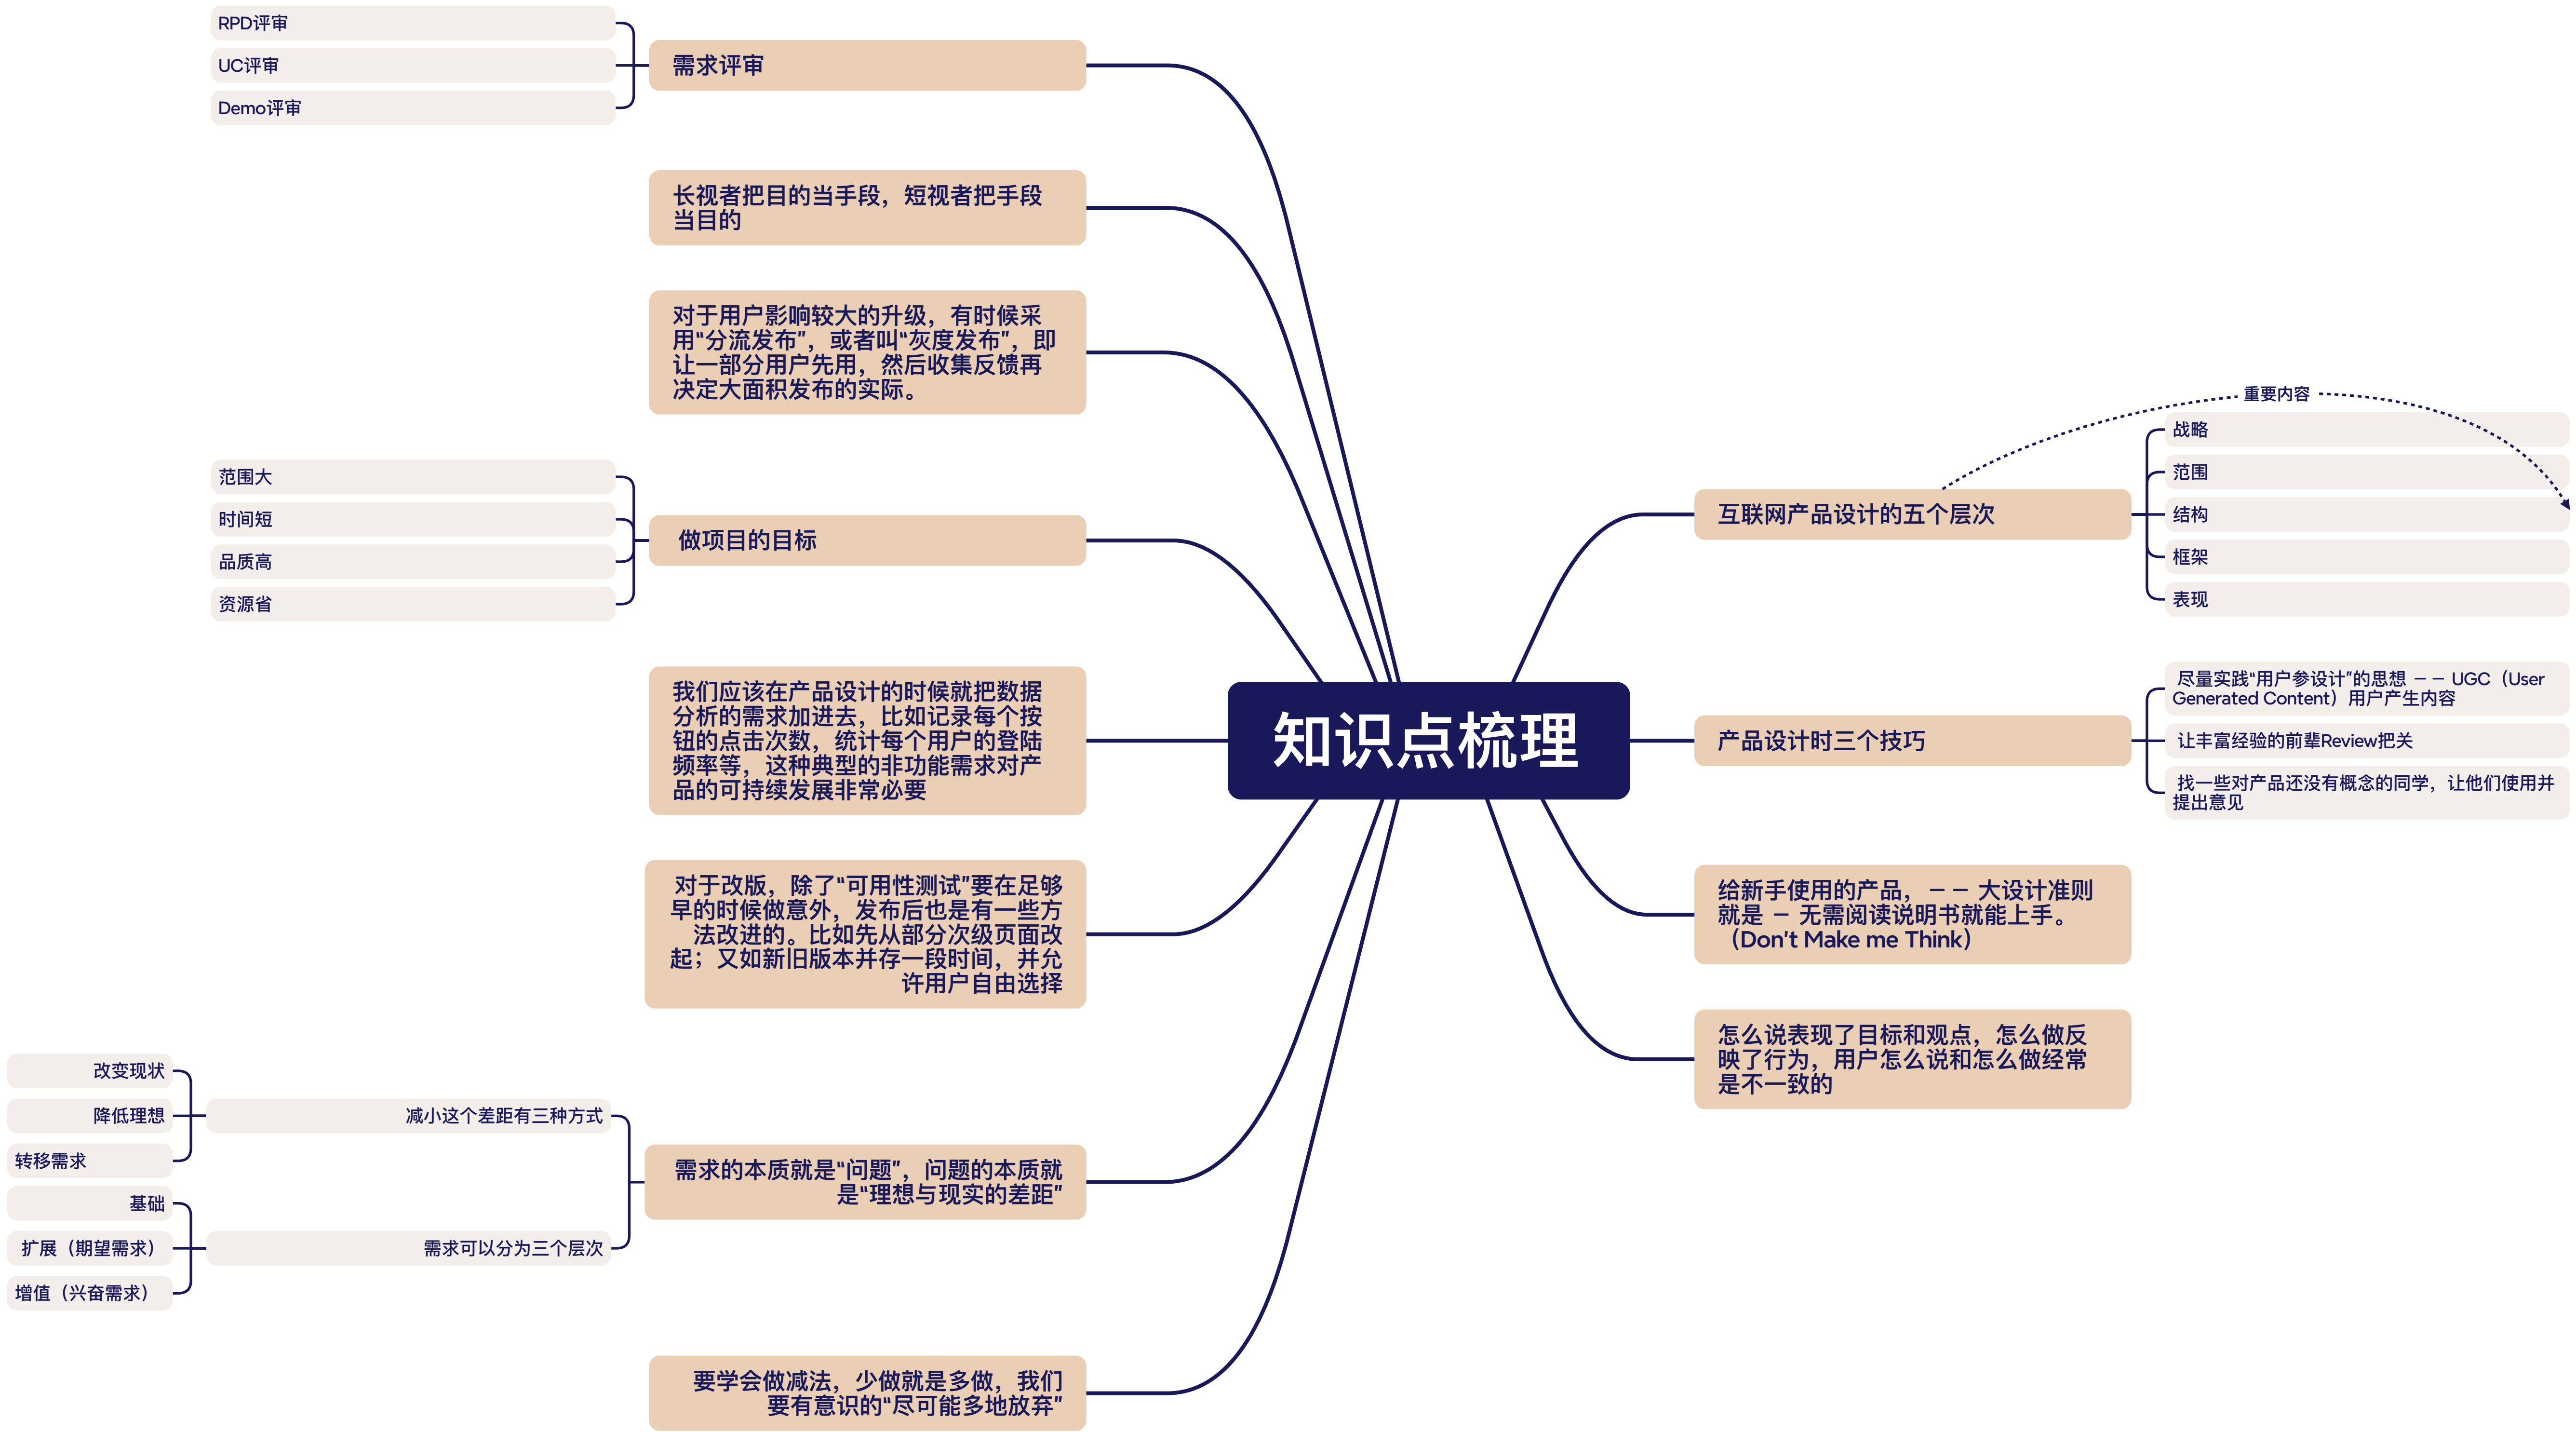 知识点梳理
互联网产品设计的五个层次
重要内容
战略
范围
结构
框架
表现
产品设计时三个技巧
尽量实践“用户参设计”的思想 — — UGC（User
Generated Content）用户产生内容
让丰富经验的前辈Review把关
找一些对产品还没有概念的同学，让他们使用并
提出意见
给新手使用的产品，— — 大设计准则
就是 — 无需阅读说明书就能上手。
（Don't Make me Think）
怎么说表现了目标和观点，怎么做反
映了行为，用户怎么说和怎么做经常
是不一致的
需求评审
RPD评审
UC评审
Demo评审
长视者把目的当手段，短视者把手段
当目的
对于用户影响较大的升级，有时候采
用“分流发布”，或者叫“灰度发布”，即
让一部分用户先用，然后收集反馈再
决定大面积发布的实际。
做项目的目标
范围大
时间短
品质高
资源省
我们应该在产品设计的时候就把数据
分析的需求加进去，比如记录每个按
钮的点击次数，统计每个用户的登陆
频率等，这种典型的非功能需求对产
品的可持续发展非常必要
对于改版，除了“可用性测试”要在足够
早的时候做意外，发布后也是有一些方
法改进的。比如先从部分次级页面改
起；又如新旧版本并存一段时间，并允
许用户自由选择
需求的本质就是“问题”，问题的本质就
是“理想与现实的差距”
减小这个差距有三种方式
改变现状
降低理想
转移需求
需求可以分为三个层次
基础
扩展（期望需求）
增值（兴奋需求）
要学会做减法，少做就是多做，我们
要有意识的“尽可能多地放弃”